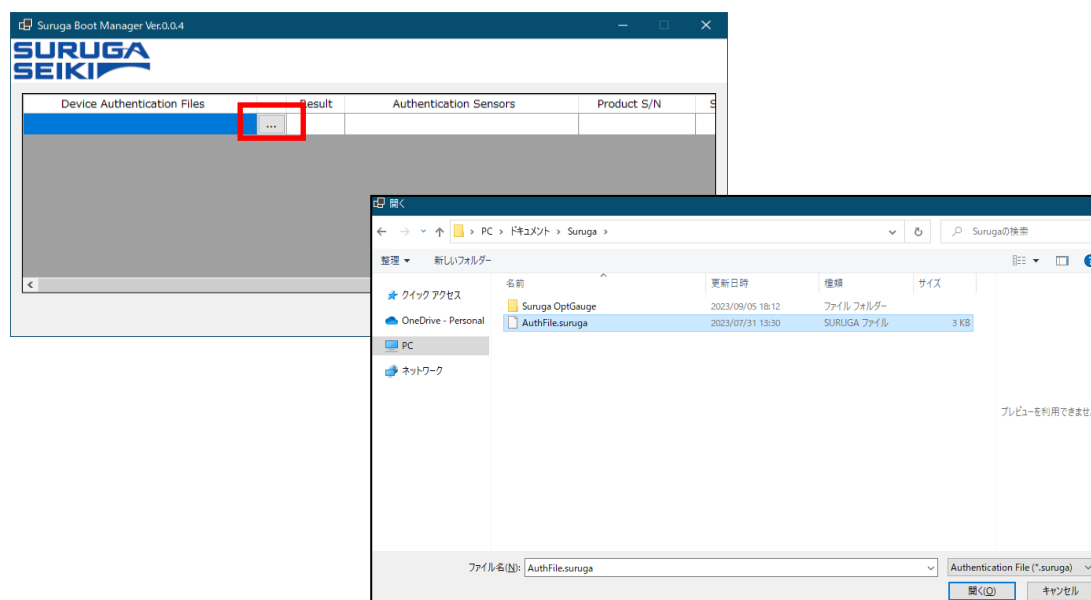 Suruga Boot Manager Ver.0.0.4
SURUGA
SEIKI
Device Authentication Files Result Authentication Sensors Product S/N S
...
開く
PC › ドキュメント › Suruga ›
Surugaの検索
整理 新しいフォルダー
名前 更新日時 種類 サイズ
クイック アクセス
Suruga OptGauge 2023/09/05 18:12 ファイル フォルダー
OneDrive - Personal
AuthFile.suruga 2023/07/31 13:30 SURUGA ファイル 3 KB
PC
ネットワーク
プレビューを利用できませ
ファイル名(N): AuthFile.suruga Authentication File (*.suruga)
開く(O) キャンセル